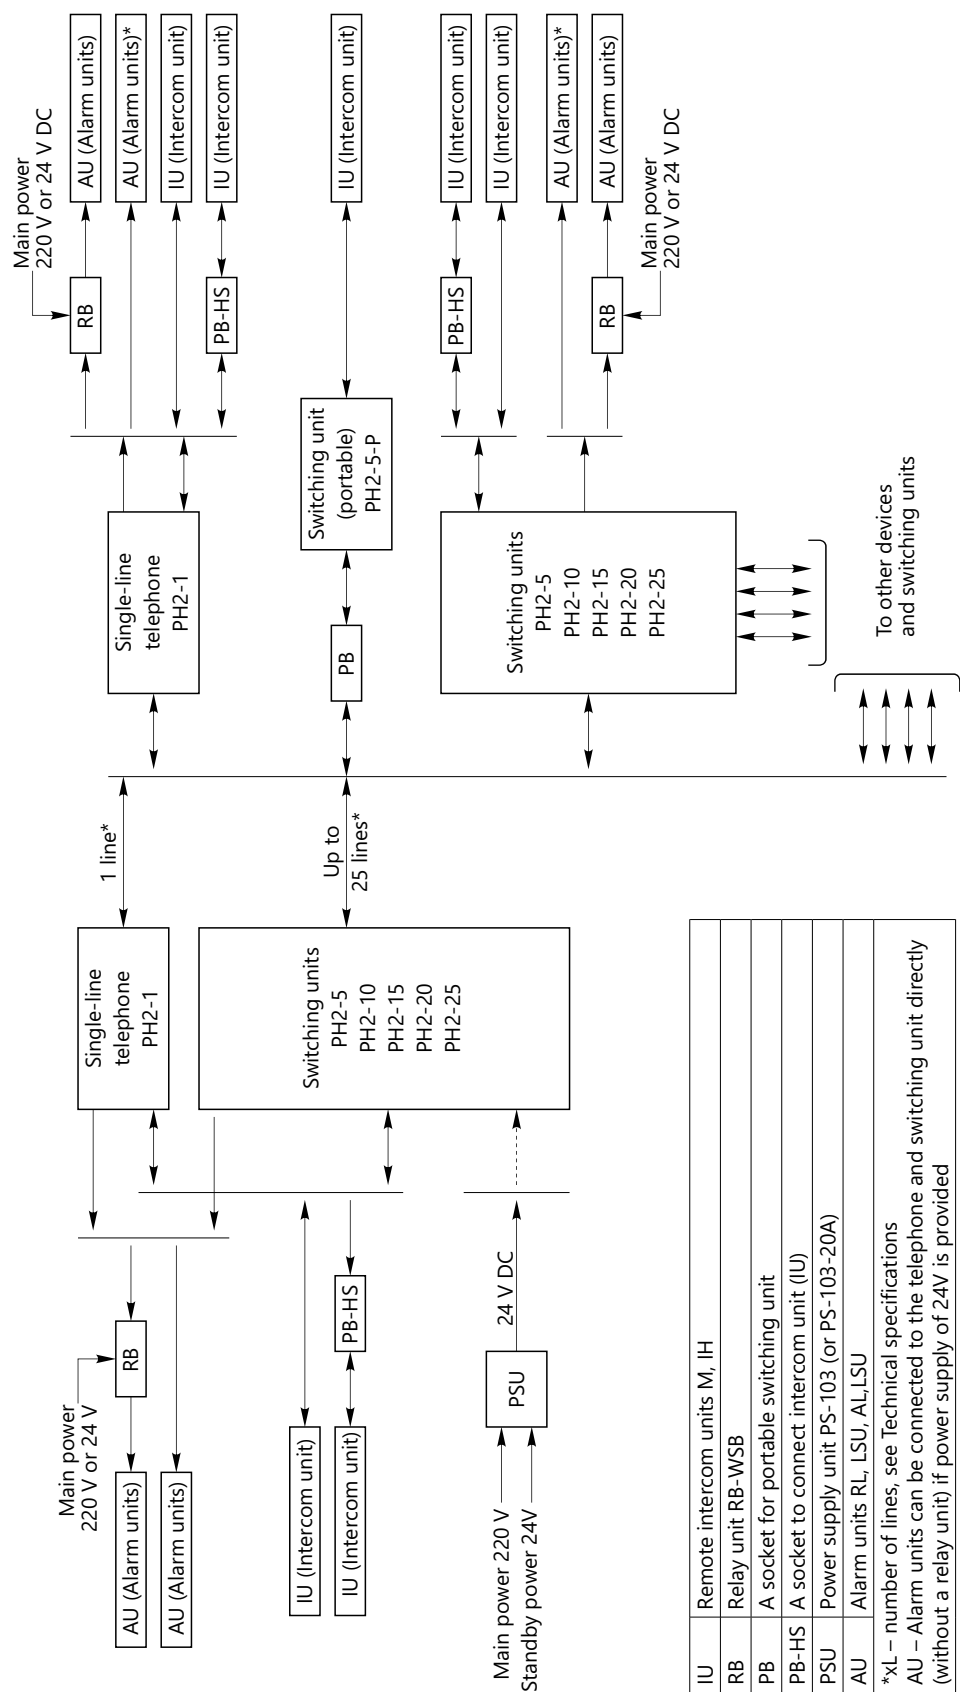 Main power
220 V or 24 V
AU (Alarm units)
RB
AU (Alarm units)
IU (Intercom unit)
IU (Intercom unit)
PB-HS
Main power 220 V
Standby power 24V
PSU
24 V DC
Single-line
telephone
PH2-1
Switching units
PH2-5
PH2-10
PH2-15
PH2-20
PH2-25
1 line*
Up to
25 lines*
Single-line
telephone
PH2-1
PB
Switching unit
(portable)
PH2-5-P
Switching units
PH2-5
PH2-10
PH2-15
PH2-20
PH2-25
To other devices
and switching units
Main power
220 V or 24 V DC
RB
AU (Alarm units)
AU (Alarm units)*
IU (Intercom unit)
PB-HS
IU (Intercom unit)
IU (Intercom unit)
PB-HS
IU (Intercom unit)
IU (Intercom unit)
AU (Alarm units)*
RB
AU (Alarm units)
Main power
220 V or 24 V DC
IU Remote intercom units M, IH
RB Relay unit RB-WSB
PB A socket for portable switching unit
PB-HS A socket to connect intercom unit (IU)
PSU Power supply unit PS-103 (or PS-103-20A)
AU Alarm units RL, LSU, AL,LSU
*xL – number of lines, see Technical specifications
AU – Alarm units can be connected to the telephone and switching unit directly
(without a relay unit) if power supply of 24V is provided